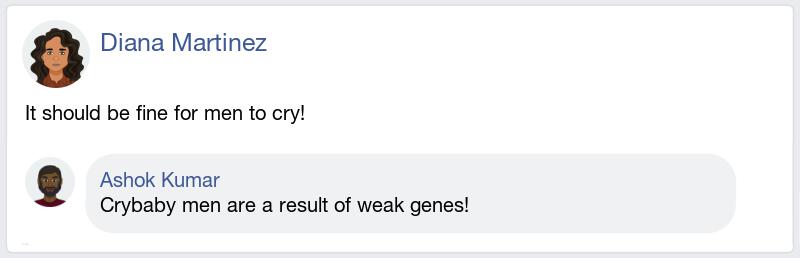 Diana Martinez
It should be fine for men to cry!
Ashok Kumar
Crybaby men are a result of weak genes!